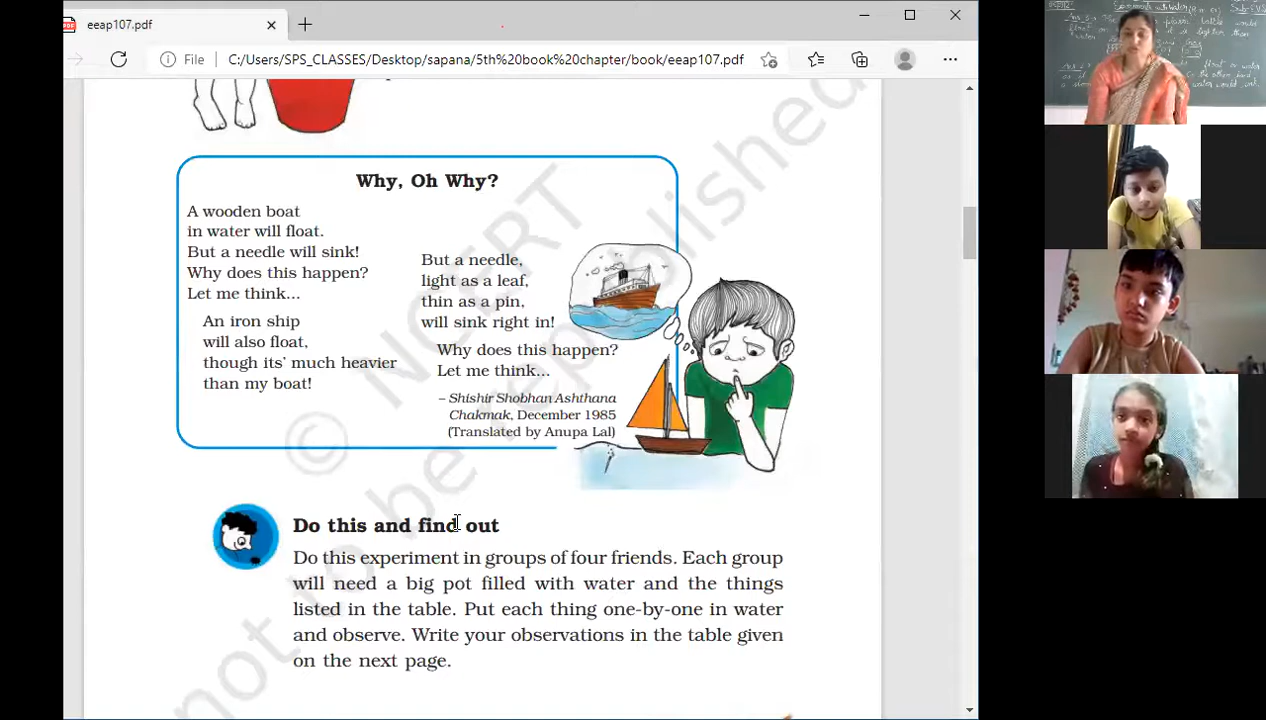 eeap107.pdf
File
C:/Users/SPS_CLASSES/Desktop/sapana/5th%20book%20chapter/book/eeap107.pdf
Why, Oh Why?
A wooden boat
in water will float.
But a needle will sink!
Why does this happen?
Let me think...
An iron ship
will also float,
though its' much heavier
than my boat!
But a needle,
light as a leaf,
thin as a pin,
will sink right in!
Why does this happen?
Let me think...
– Shishir Shobhan Ashthana
Chakmak, December 1985
(Translated by Anupa Lal)
Do this and find out
Do this experiment in groups of four friends. Each group
will need a big pot filled with water and the things
listed in the table. Put each thing one-by-one in water
and observe. Write your observations in the table given
on the next page.
© NCERT
not to be republished